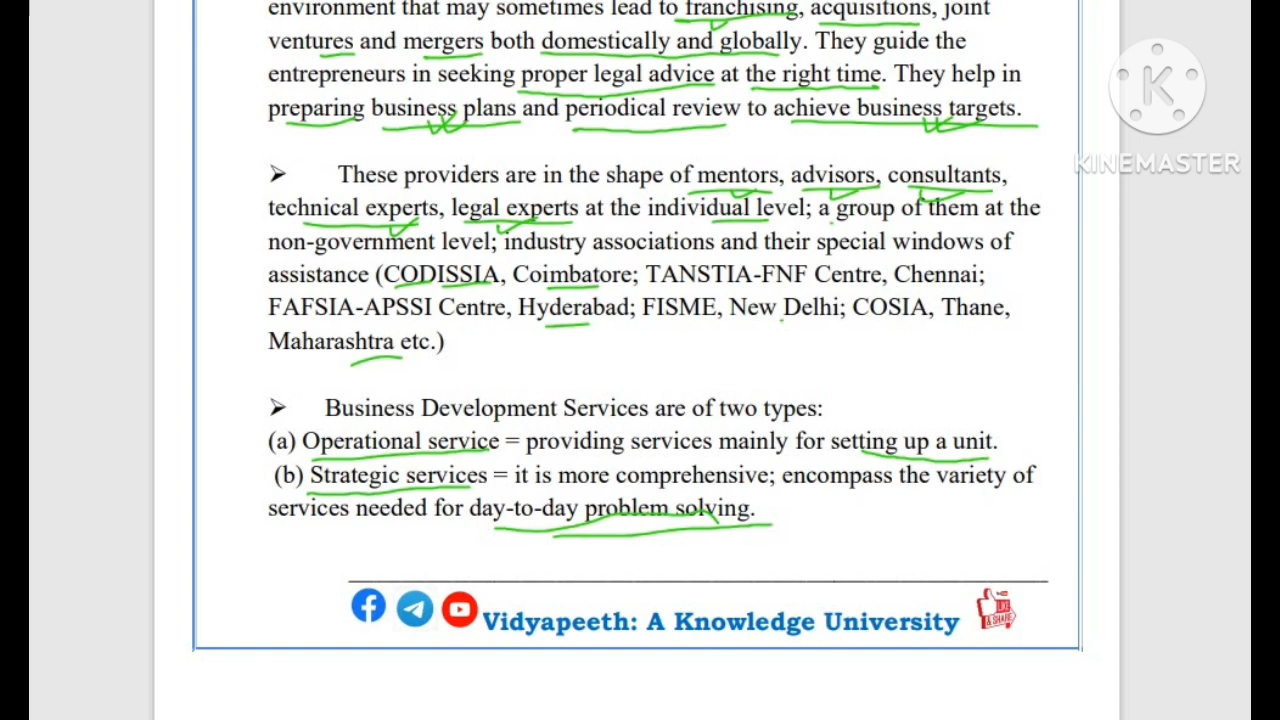 environment that may sometimes lead to franchising, acquisitions, joint
ventures and mergers both domestically and globally. They guide the
entrepreneurs in seeking proper legal advice at the right time. They help in
preparing business plans and periodical review to achieve business targets.
➢ These providers are in the shape of mentors, advisors, consultants,
technical experts, legal experts at the individual level; a group of them at the
non-government level; industry associations and their special windows of
assistance (CODISSIA, Coimbatore; TANSTIA-FNF Centre, Chennai;
FAFSIA-APSSI Centre, Hyderabad; FISME, New Delhi; COSIA, Thane,
Maharashtra etc.)
➢ Business Development Services are of two types:
(a) Operational service = providing services mainly for setting up a unit.
(b) Strategic services = it is more comprehensive; encompass the variety of
services needed for day-to-day problem solving.
Vidyapeeth: A Knowledge University
LIKE
& SHARE
K
KINEMASTER